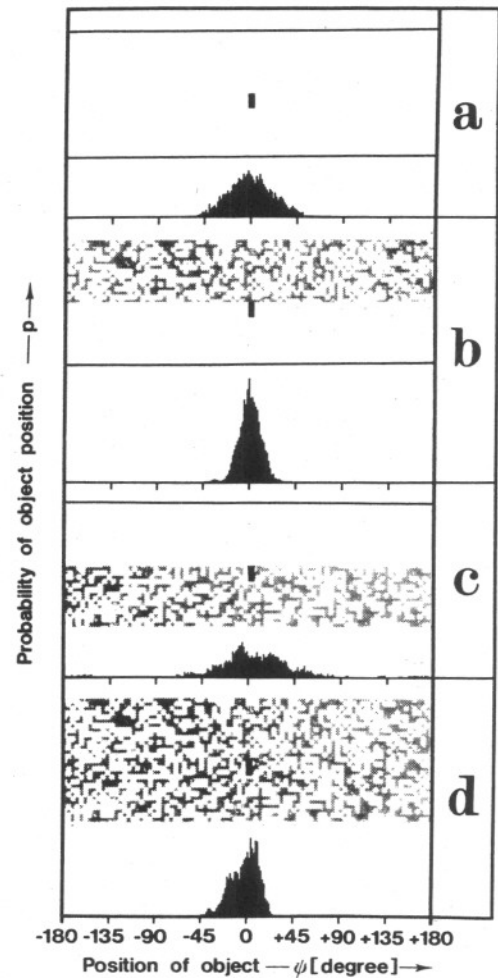 a
b
c
d
Probability of object position — p →
-180 -135 -90 -45 0 +45 +90 +135 +180
Position of object — ψ [degree] →